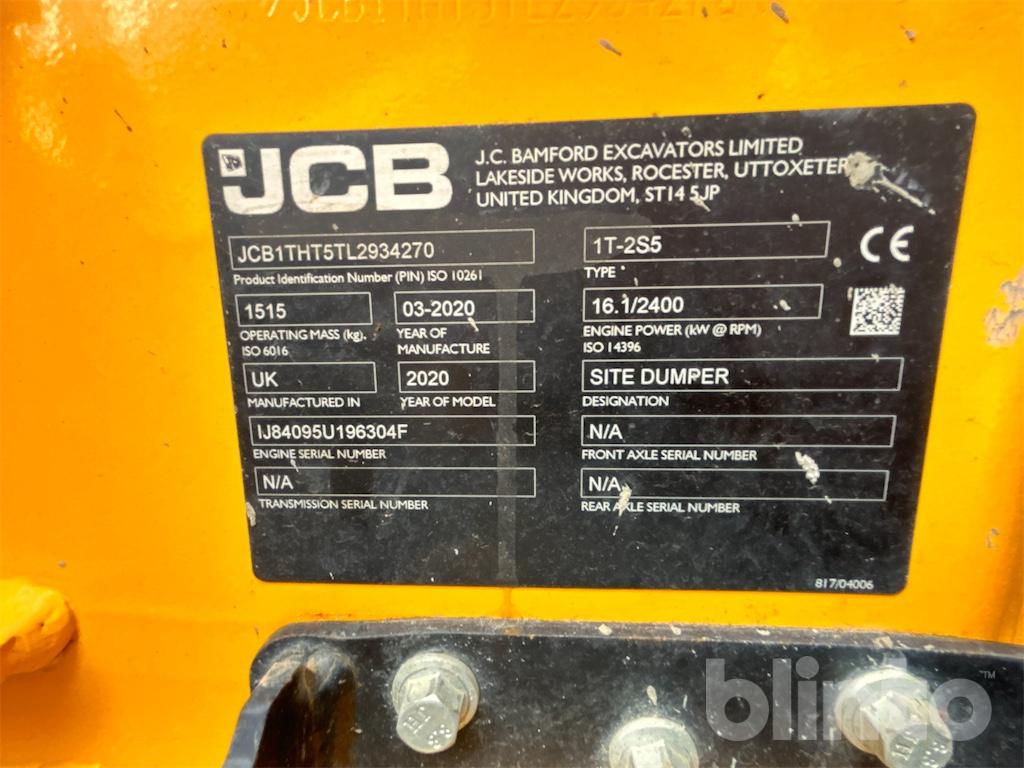 JCB
J.C. BAMFORD EXCAVATORS LIMITED
LAKESIDE WORKS, ROCESTER, UTTOXETER
UNITED KINGDOM, ST14 5JP
JCB1THT5TL2934270
Product Identification Number (PIN) ISO 10261
1T-2S5
TYPE
CE
1515
OPERATING MASS (kg).
ISO 6016
03-2020
YEAR OF
MANUFACTURE
16.1/2400
ENGINE POWER (kW @ RPM)
ISO 14396
UK
MANUFACTURED IN
2020
YEAR OF MODEL
SITE DUMPER
DESIGNATION
IJ84095U196304F
ENGINE SERIAL NUMBER
N/A
FRONT AXLE SERIAL NUMBER
N/A
TRANSMISSION SERIAL NUMBER
N/A
REAR AXLE SERIAL NUMBER
817/04006
blinto™
8.8